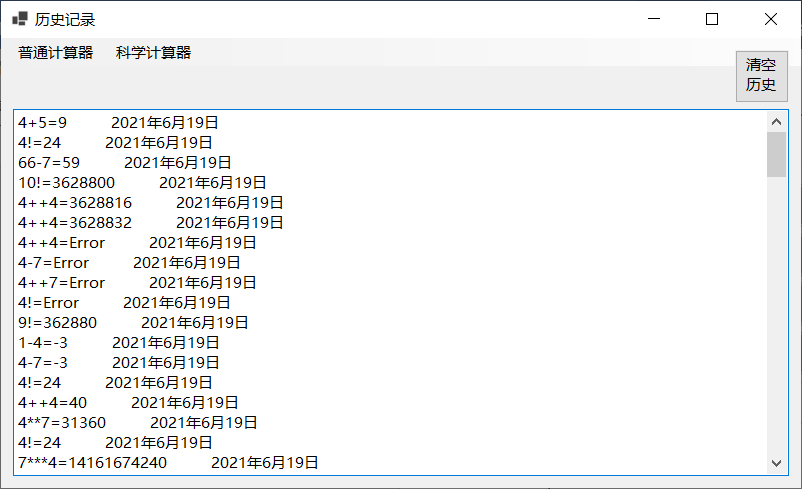 历史记录
普通计算器 科学计算器
清空
历史
4+5=9 2021年6月19日
4!=24 2021年6月19日
66-7=59 2021年6月19日
10!=3628800 2021年6月19日
4++4=3628816 2021年6月19日
4++4=3628832 2021年6月19日
4++4=Error 2021年6月19日
4-7=Error 2021年6月19日
4++7=Error 2021年6月19日
4!=Error 2021年6月19日
9!=362880 2021年6月19日
1-4=-3 2021年6月19日
4-7=-3 2021年6月19日
4!=24 2021年6月19日
4++4=40 2021年6月19日
4**7=31360 2021年6月19日
4!=24 2021年6月19日
7***4=14161674240 2021年6月19日